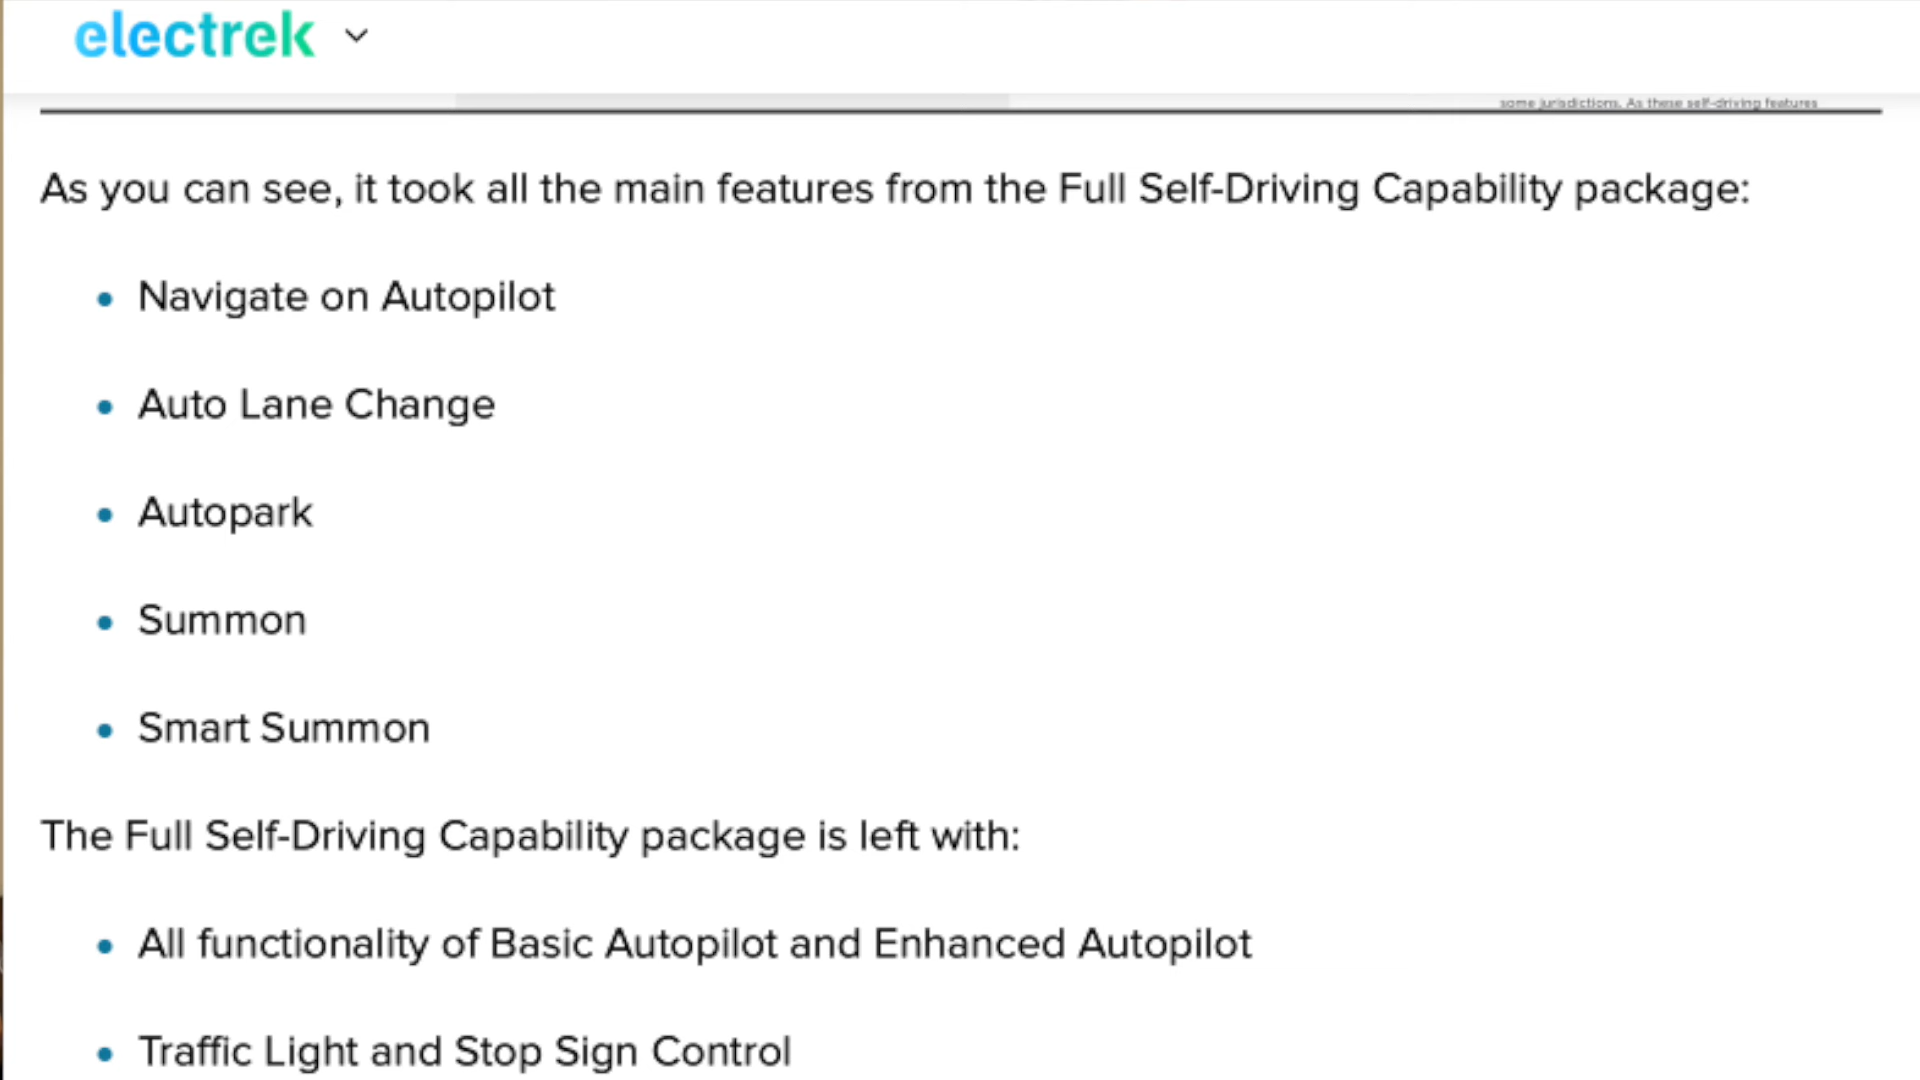 electrek
some jurisdictions. As these self-driving features
As you can see, it took all the main features from the Full Self-Driving Capability package:
• Navigate on Autopilot
• Auto Lane Change
• Autopark
• Summon
• Smart Summon
The Full Self-Driving Capability package is left with:
• All functionality of Basic Autopilot and Enhanced Autopilot
• Traffic Light and Stop Sign Control